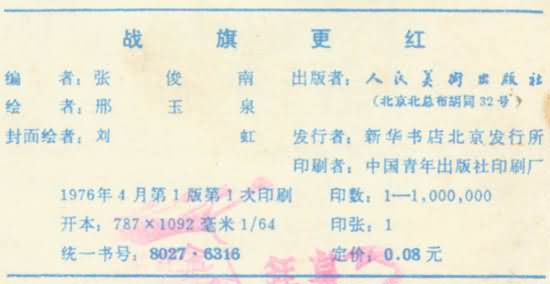 战旗更红
编者：张俊南 出版者：人民美术出版社
（北京北总布胡同32号）
绘者：邢玉泉
封面绘者：刘虹 发行者：新华书店北京发行所
印刷者：中国青年出版社印刷厂
1976年4月第1版第1次印刷 印数：1—1,000,000
开本：787×1092毫米1/64 印张：1
统一书号：8027·6316 定价：0.08元